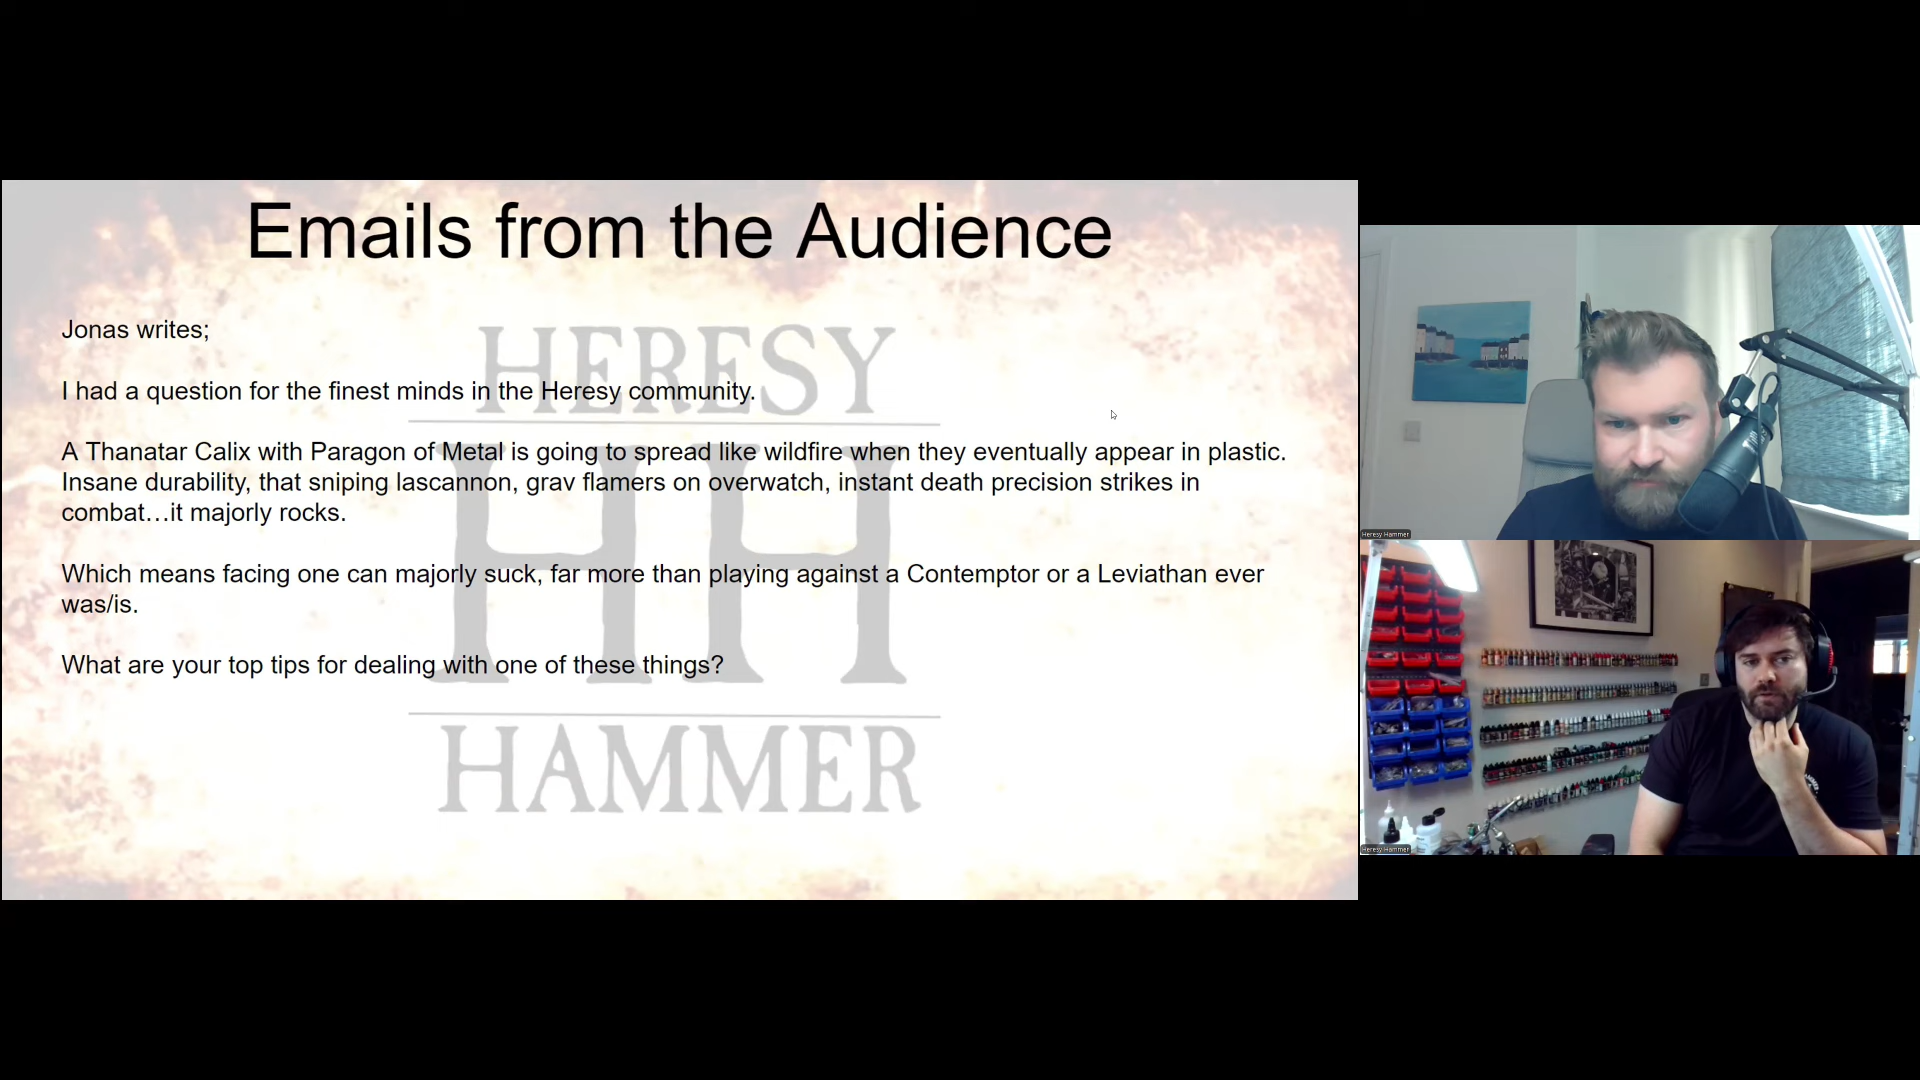 Emails from the Audience
Jonas writes;
I had a question for the finest minds in the Heresy community.
A Thanatar Calix with Paragon of Metal is going to spread like wildfire when they eventually appear in plastic.
Insane durability, that sniping lascannon, grav flamers on overwatch, instant death precision strikes in
combat…it majorly rocks.
Which means facing one can majorly suck, far more than playing against a Contemptor or a Leviathan ever
was/is.
What are your top tips for dealing with one of these things?
HERESY
HH
HAMMER
Heresy Hammer
Heresy Hammer